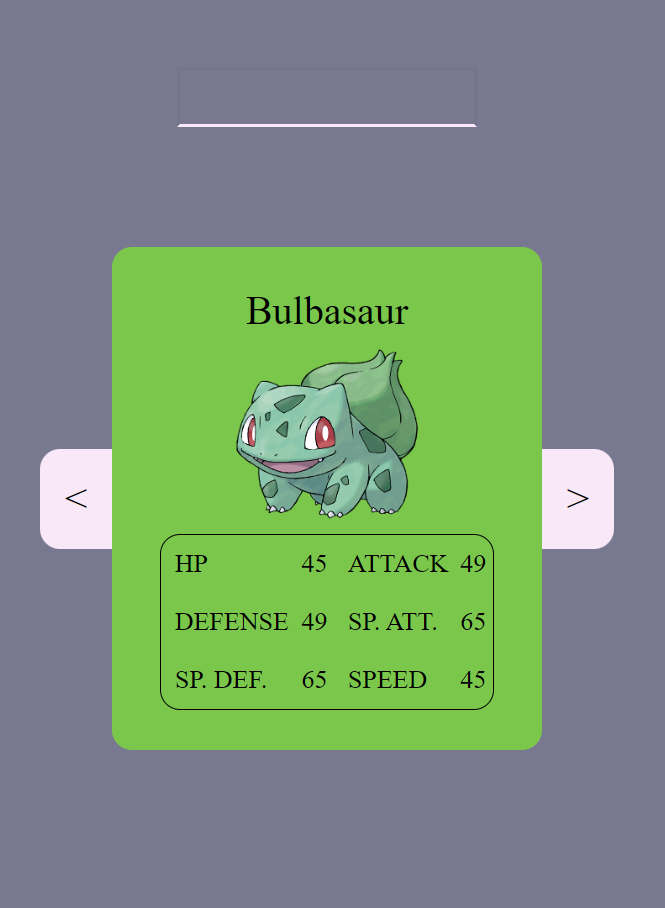 Bulbasaur
< >
HP 45 ATTACK 49
DEFENSE 49 SP. ATT. 65
SP. DEF. 65 SPEED 45